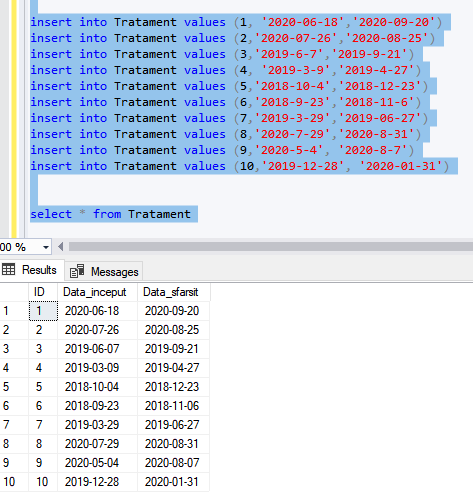 insert into Tratament values (1, '2020-06-18','2020-09-20')
insert into Tratament values (2,'2020-07-26','2020-08-25')
insert into Tratament values (3,'2019-6-7','2019-9-21')
insert into Tratament values (4, '2019-3-9','2019-4-27')
insert into Tratament values (5,'2018-10-4','2018-12-23')
insert into Tratament values (6,'2018-9-23','2018-11-6')
insert into Tratament values (7,'2019-3-29','2019-06-27')
insert into Tratament values (8,'2020-7-29','2020-8-31')
insert into Tratament values (9,'2020-5-4', '2020-8-7')
insert into Tratament values (10,'2019-12-28', '2020-01-31')
select * from Tratament
00 %
Results Messages
ID Data_inceput Data_sfarsit
1 1 2020-06-18 2020-09-20
2 2 2020-07-26 2020-08-25
3 3 2019-06-07 2019-09-21
4 4 2019-03-09 2019-04-27
5 5 2018-10-04 2018-12-23
6 6 2018-09-23 2018-11-06
7 7 2019-03-29 2019-06-27
8 8 2020-07-29 2020-08-31
9 9 2020-05-04 2020-08-07
10 10 2019-12-28 2020-01-31